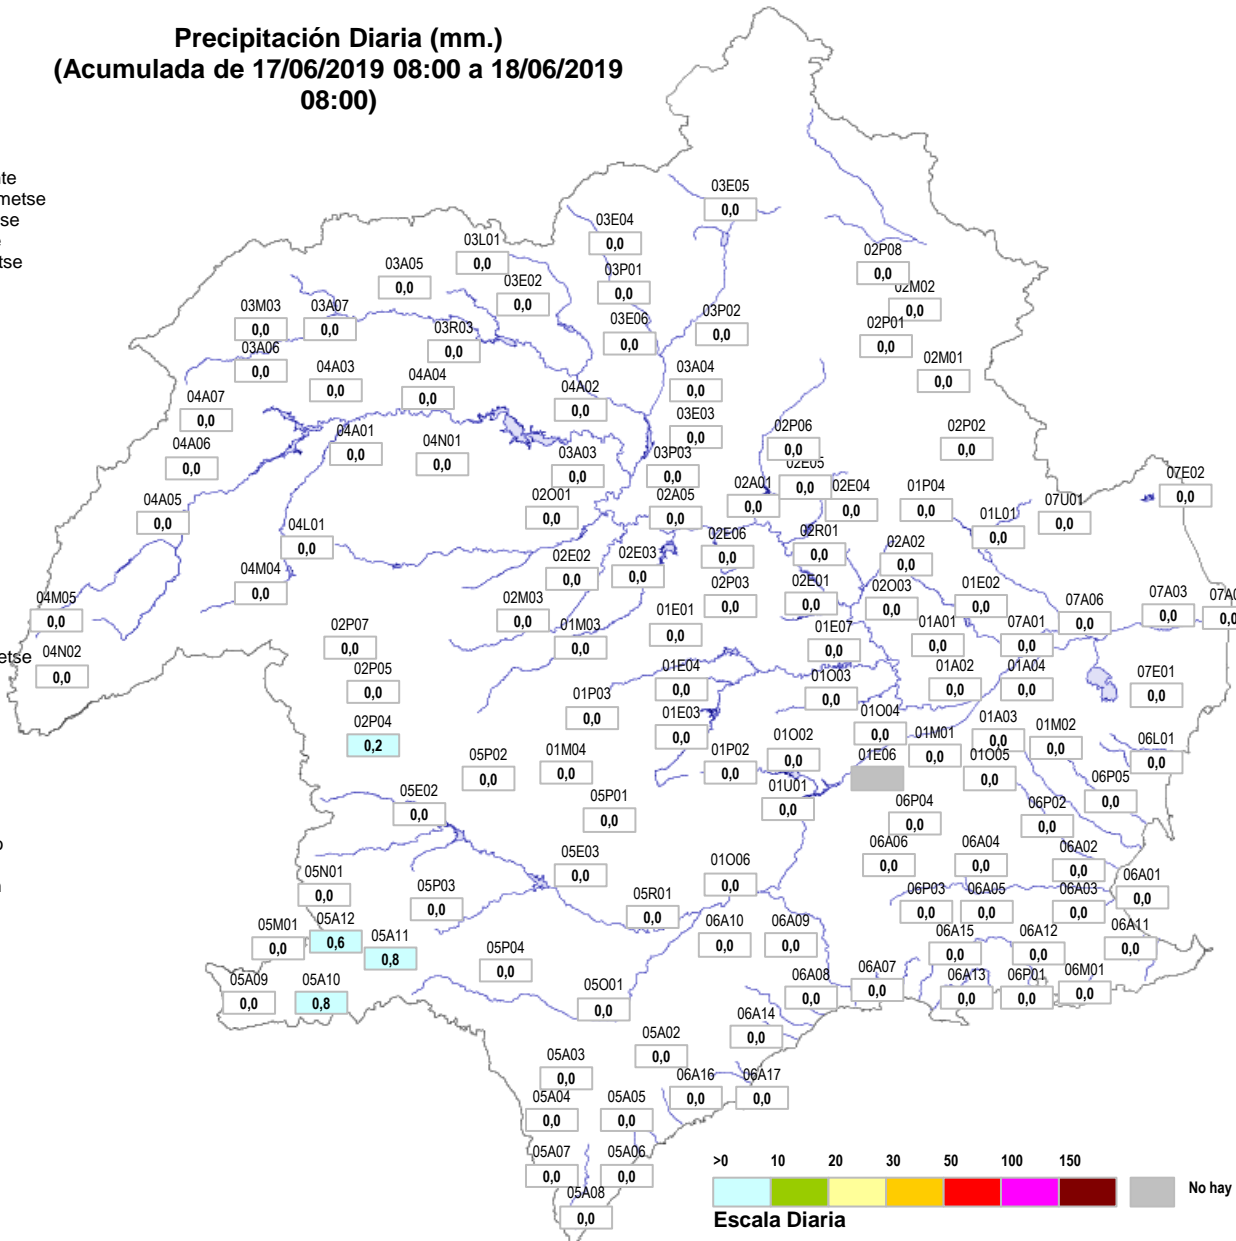 Precipitación Diaria (mm.)
(Acumulada de 17/06/2019 08:00 a 18/06/2019
08:00)
03E05
0,0
03E04
0,0
03L01
0,0
02P08
0,0
03A05
0,0
03P01
0,0
03E02
0,0
02M02
0,0
03M03
0,0
03A07
0,0
03P02
0,0
03E06
0,0
03R03
0,0
02P01
0,0
03A06
0,0
02M01
0,0
04A03
0,0
04A04
0,0
03A04
0,0
04A02
0,0
04A07
0,0
03E03
0,0
04A01
0,0
04A06
0,0
04N01
0,0
02P06
0,0
02P02
0,0
03A03
0,0
03P03
0,0
02E05
0,0
07E02
0,0
04A05
0,0
02O01
0,0
02A05
0,0
02A01
0,0
02E04
0,0
01P04
0,0
07U01
0,0
01L01
0,0
04L01
0,0
02E06
0,0
02R01
0,0
02A02
0,0
02E02
0,0
02E03
0,0
04M04
0,0
02P03
0,0
02E01
0,0
02O03
0,0
01E02
0,0
07A03
0,0
07A0
0,0
04M05
0,0
02M03
0,0
01E01
0,0
07A06
0,0
02P07
0,0
01M03
0,0
01E07
0,0
01A01
0,0
07A01
0,0
etse
04N02
0,0
02P05
0,0
01E04
0,0
01O03
0,0
01A02
0,0
01A04
0,0
07E01
0,0
01P03
0,0
02P04
0,2
01E03
0,0
01O04
0,0
01A03
0,0
01M02
0,0
01M01
0,0
06L01
0,0
05P02
0,0
01M04
0,0
01P02
0,0
01O02
0,0
01E06
01O05
0,0
05E02
0,0
05P01
0,0
01U01
0,0
06P04
0,0
06P02
0,0
06P05
0,0
05E03
0,0
01O06
0,0
06A06
0,0
06A04
0,0
06A02
0,0
05N01
0,0
05P03
0,0
05R01
0,0
06P03
0,0
06A05
0,0
06A03
0,0
06A01
0,0
05M01
0,0
05A12
0,6
05A11
0,8
06A10
0,0
06A09
0,0
06A15
0,0
06A12
0,0
06A11
0,0
05P04
0,0
05A09
0,0
05A10
0,8
05O01
0,0
06A08
0,0
06A07
0,0
06A13
0,0
06P01
0,0
06M01
0,0
06A14
0,0
05A02
0,0
05A03
0,0
06A16
0,0
06A17
0,0
05A04
0,0
05A05
0,0
05A07
0,0
05A06
0,0
05A08
0,0
>0 10 20 30 50 100 150
No hay
Escala Diaria